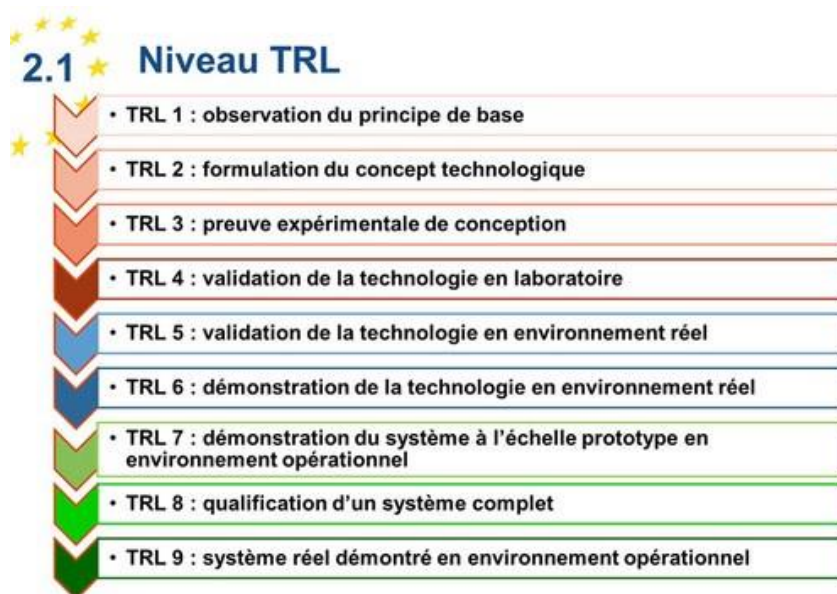 2.1 Niveau TRL
• TRL 1 : observation du principe de base
• TRL 2 : formulation du concept technologique
• TRL 3 : preuve expérimentale de conception
• TRL 4 : validation de la technologie en laboratoire
• TRL 5 : validation de la technologie en environnement réel
• TRL 6 : démonstration de la technologie en environnement réel
• TRL 7 : démonstration du système à l’échelle prototype en
environnement opérationnel
• TRL 8 : qualification d’un système complet
• TRL 9 : système réel démontré en environnement opérationnel